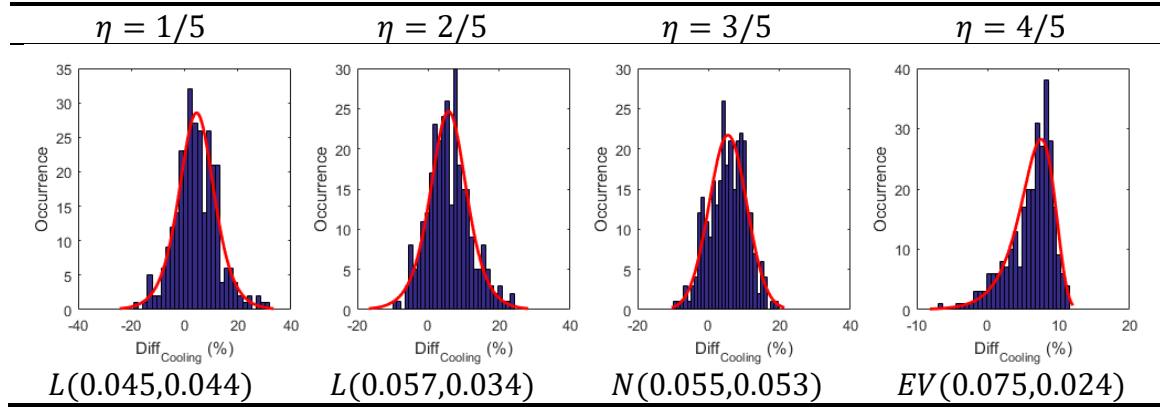 η = 1/5 η = 2/5 η = 3/5 η = 4/5
35
30
25
20
15
10
5
0
Occurrence
-40 -20 0 20 40
Diff_Cooling (%)
30
25
20
15
10
5
0
Occurrence
-20 0 20 40
Diff_Cooling (%)
30
25
20
15
10
5
0
Occurrence
-20 0 20 40
Diff_Cooling (%)
40
30
20
10
0
Occurrence
-10 0 10 20
Diff_Cooling (%)
L(0.045,0.044) L(0.057,0.034) N(0.055,0.053) EV(0.075,0.024)